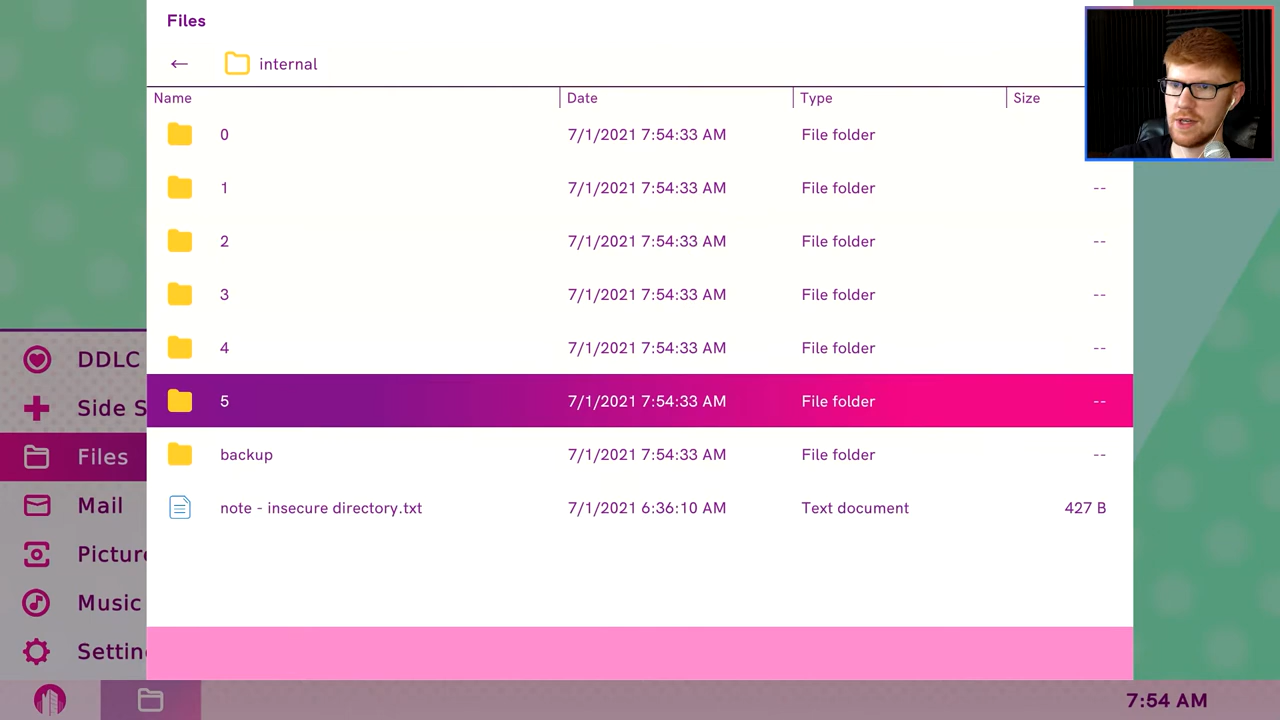 Files
← internal
Name Date Type Size
0 7/1/2021 7:54:33 AM File folder
1 7/1/2021 7:54:33 AM File folder --
2 7/1/2021 7:54:33 AM File folder --
3 7/1/2021 7:54:33 AM File folder --
4 7/1/2021 7:54:33 AM File folder --
5 7/1/2021 7:54:33 AM File folder --
backup 7/1/2021 7:54:33 AM File folder --
note - insecure directory.txt 7/1/2021 6:36:10 AM Text document 427 B
DDLC
Side S
Files
Mail
Picture
Music
Settin
7:54 AM